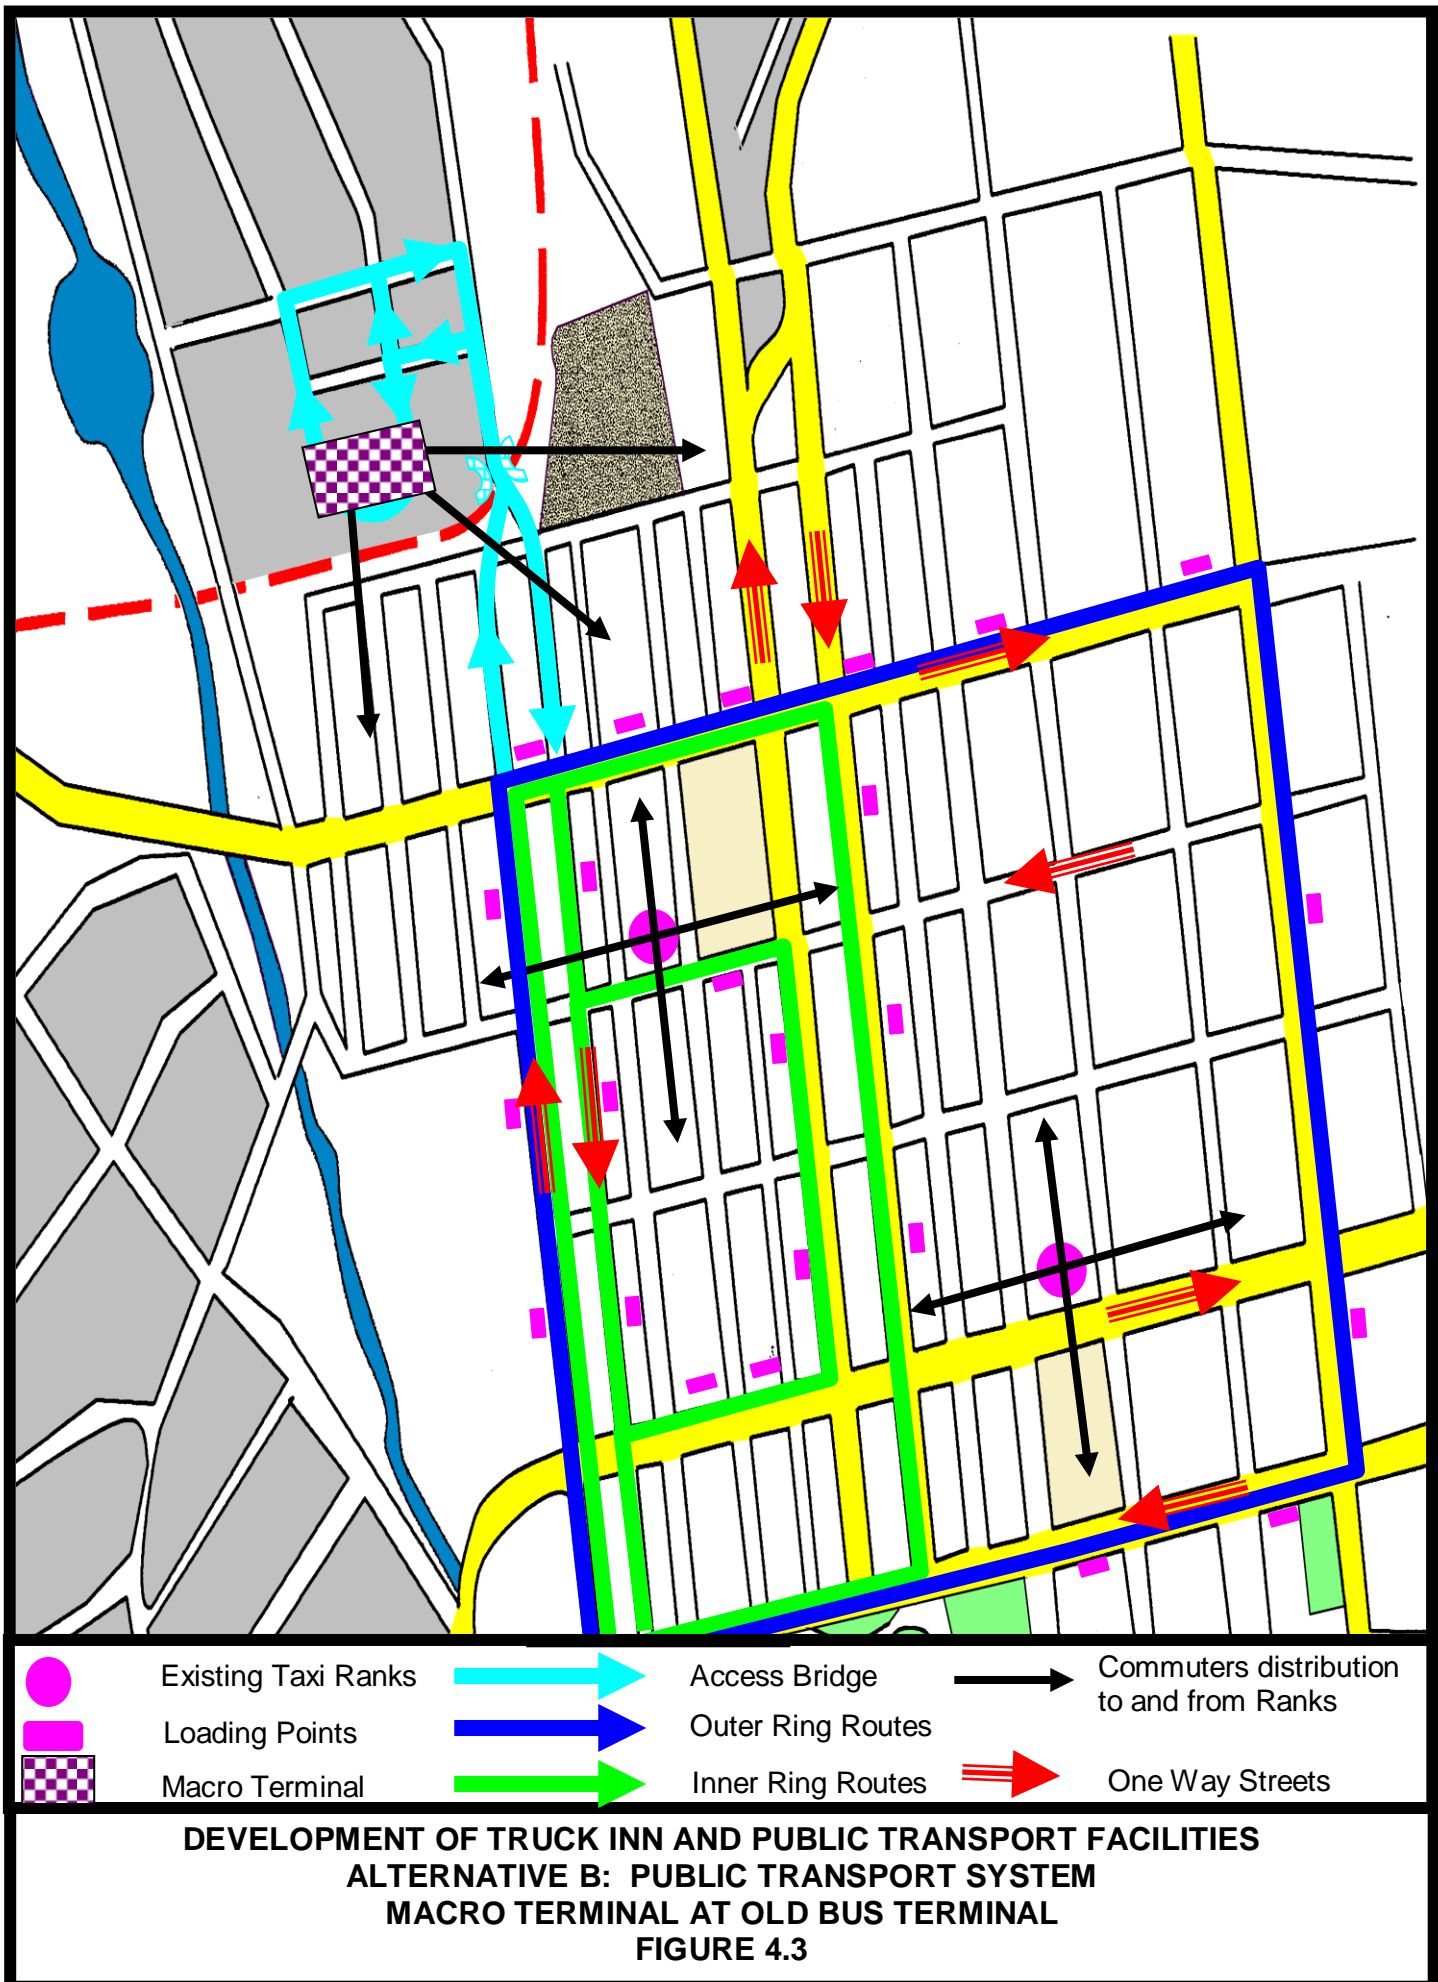 Existing Taxi Ranks
Access Bridge
Commuters distribution
to and from Ranks
Loading Points
Outer Ring Routes
Macro Terminal
Inner Ring Routes
One Way Streets
DEVELOPMENT OF TRUCK INN AND PUBLIC TRANSPORT FACILITIES
ALTERNATIVE B: PUBLIC TRANSPORT SYSTEM
MACRO TERMINAL AT OLD BUS TERMINAL
FIGURE 4.3